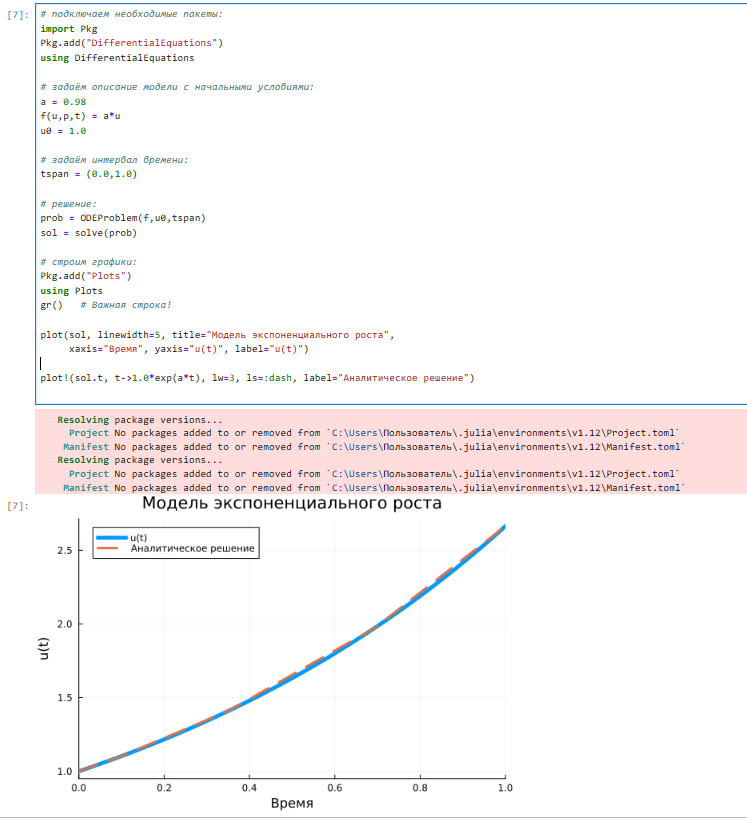 [7]:
# подключаем необходимые пакеты:
import Pkg
Pkg.add("DifferentialEquations")
using DifferentialEquations
# задаём описание модели с начальными условиями:
a = 0.98
f(u,p,t) = a*u
u0 = 1.0
# задаём интервал времени:
tspan = (0.0,1.0)
# решение:
prob = ODEProblem(f,u0,tspan)
sol = solve(prob)
# строим графики:
Pkg.add("Plots")
using Plots
gr()   # Важная строка!
plot(sol, linewidth=5, title="Модель экспоненциального роста",
     xaxis="Время", yaxis="u(t)", label="u(t)")
plot!(sol.t, t->1.0*exp(a*t), lw=3, ls=:dash, label="Аналитическое решение")
Resolving package versions...
Project No packages added to or removed from `C:\Users\Пользователь\.julia\environments\v1.12\Project.toml`
Manifest No packages added to or removed from `C:\Users\Пользователь\.julia\environments\v1.12\Manifest.toml`
Resolving package versions...
Project No packages added to or removed from `C:\Users\Пользователь\.julia\environments\v1.12\Project.toml`
Manifest No packages added to or removed from `C:\Users\Пользователь\.julia\environments\v1.12\Manifest.toml`
[7]:
Модель экспоненциального роста
u(t)
Аналитическое решение
2.5
2.0
1.5
1.0
u(t)
0.0 0.2 0.4 0.6 0.8 1.0
Время